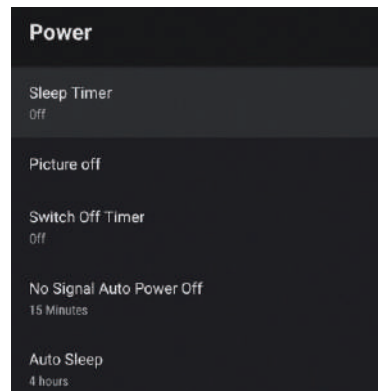 Power
Sleep Timer
Off
Picture off
Switch Off Timer
Off
No Signal Auto Power Off
15 Minutes
Auto Sleep
4 hours